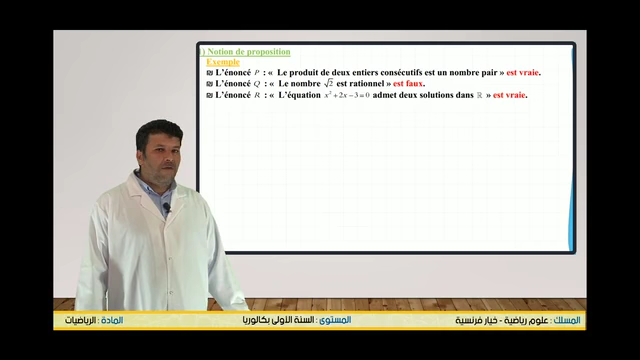 1) Notion de proposition
Exemple
L'énoncé P : « Le produit de deux entiers consécutifs est un nombre pair » est vraie.
L'énoncé Q : « Le nombre √2 est rationnel » est faux.
L'énoncé R : « L'équation x²+2x-3=0 admet deux solutions dans ℝ » est vraie.
المسلك : علوم رياضية - خيار فرنسية المستوى : السنة الأولى بكالوريا المادة : الرياضيات